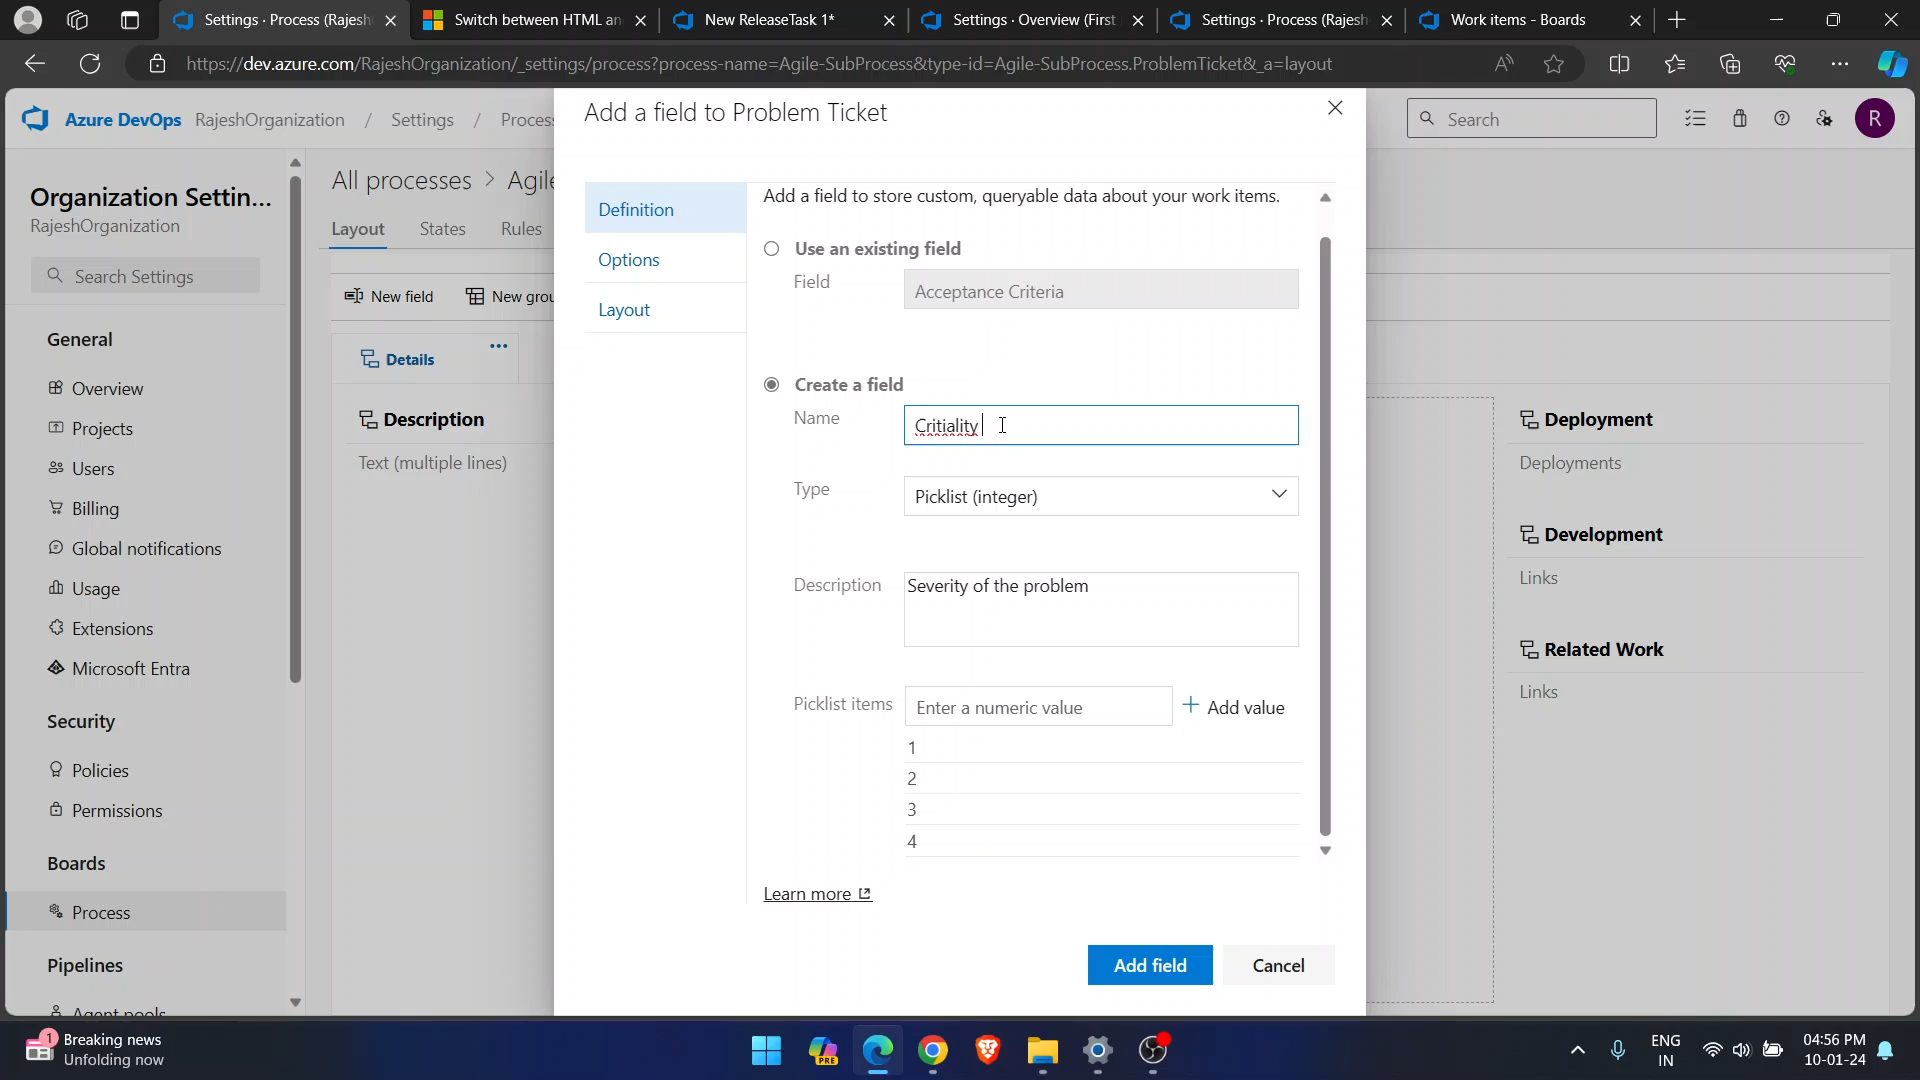 Settings · Process (Rajesh
Switch between HTML an
New ReleaseTask 1*
Settings · Overview (First
Settings · Process (Rajesh
Work items - Boards
https://dev.azure.com/RajeshOrganization/_settings/process?process-name=Agile-SubProcess&type-id=Agile-SubProcess.ProblemTicket&_a=layout
Azure DevOps RajeshOrganization / Settings / Process
Search
R
Organization Settin...
RajeshOrganization
Search Settings
General
Overview
Projects
Users
Billing
Global notifications
Usage
Extensions
Microsoft Entra
Security
Policies
Permissions
Boards
Process
Pipelines
Agent pools
All processes > Agile
Layout States Rules
New field New grou
Details
Description
Text (multiple lines)
Add a field to Problem Ticket
Definition
Options
Layout
Add a field to store custom, queryable data about your work items.
Use an existing field
Field Acceptance Criteria
Create a field
Name Critiality
Type Picklist (integer)
Description Severity of the problem
Picklist items Enter a numeric value + Add value
1
2
3
4
Learn more
Add field Cancel
Deployment
Deployments
Development
Links
Related Work
Links
1
Breaking news
Unfolding now
PRE
ENG
IN
04:56 PM
10-01-24